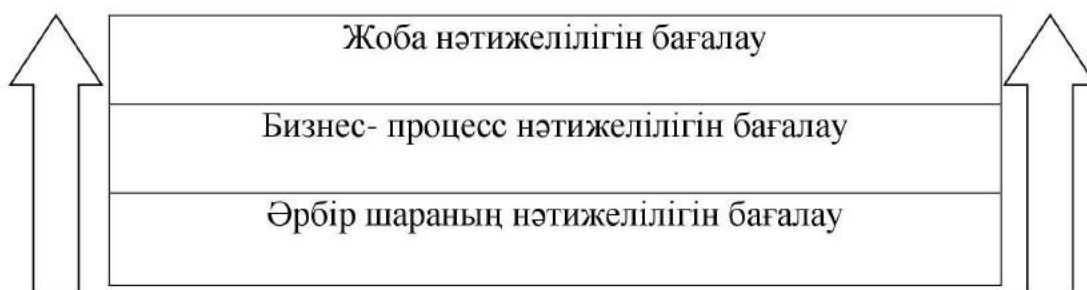 Жоба нәтижелілігін бағалау
Бизнес- процесс нәтижелілігін бағалау
Әрбір шараның нәтижелілігін бағалау